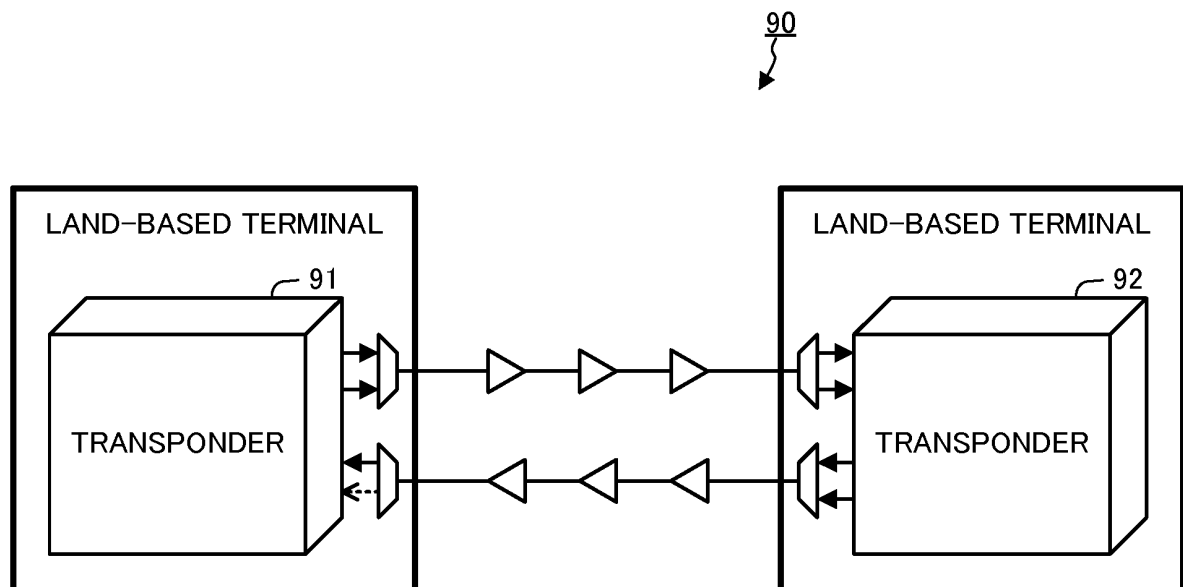 90
LAND-BASED TERMINAL
91
TRANSPONDER
LAND-BASED TERMINAL
92
TRANSPONDER